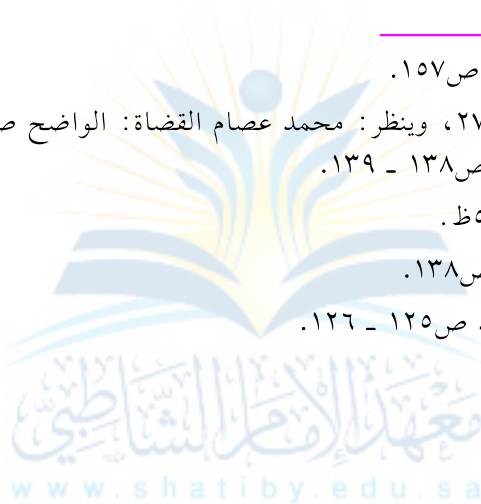 ص١٥٧.
٢٧، وينظر: محمد عصام القضاة: الواضح ص
ص١٣٨ ـ ١٣٩.
٥ظ.
ص١٣٨.
ص١٢٥ ـ ١٢٦.
معهد الإمام الشاطبي
www.shatiby.edu.sa